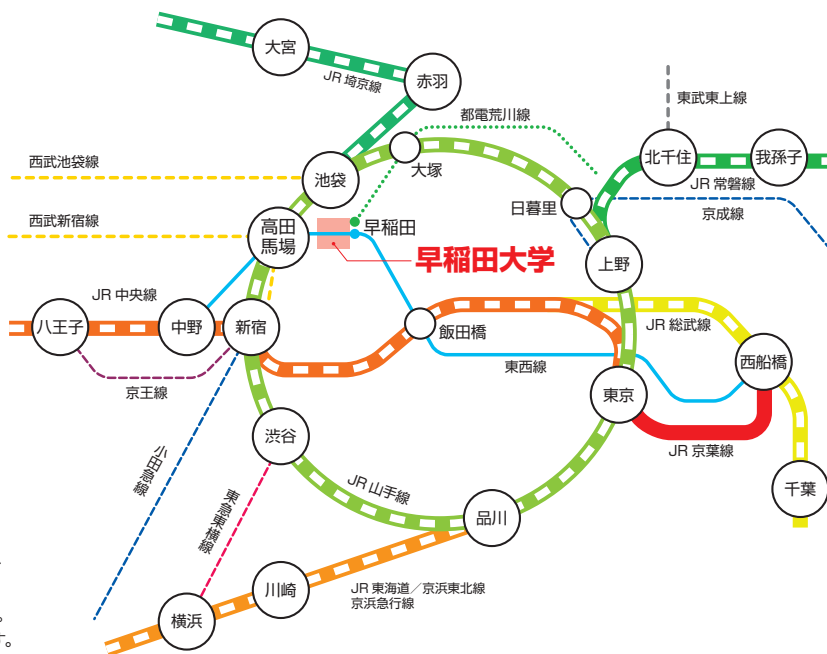 大宮
JR 埼京線
赤羽
東武東上線
都電荒川線
北千住
我孫子
JR 常磐線
西武池袋線
池袋
大塚
日暮里
京成線
西武新宿線
高田
馬場
早稲田
早稲田大学
上野
JR 中央線
八王子
中野
新宿
飯田橋
JR 総武線
西船橋
東西線
京王線
東京
渋谷
JR 京葉線
小田急線
東急東横線
JR 山手線
千葉
品川
川崎
JR 東海道／京浜東北線
京浜急行線
横浜
。
す。